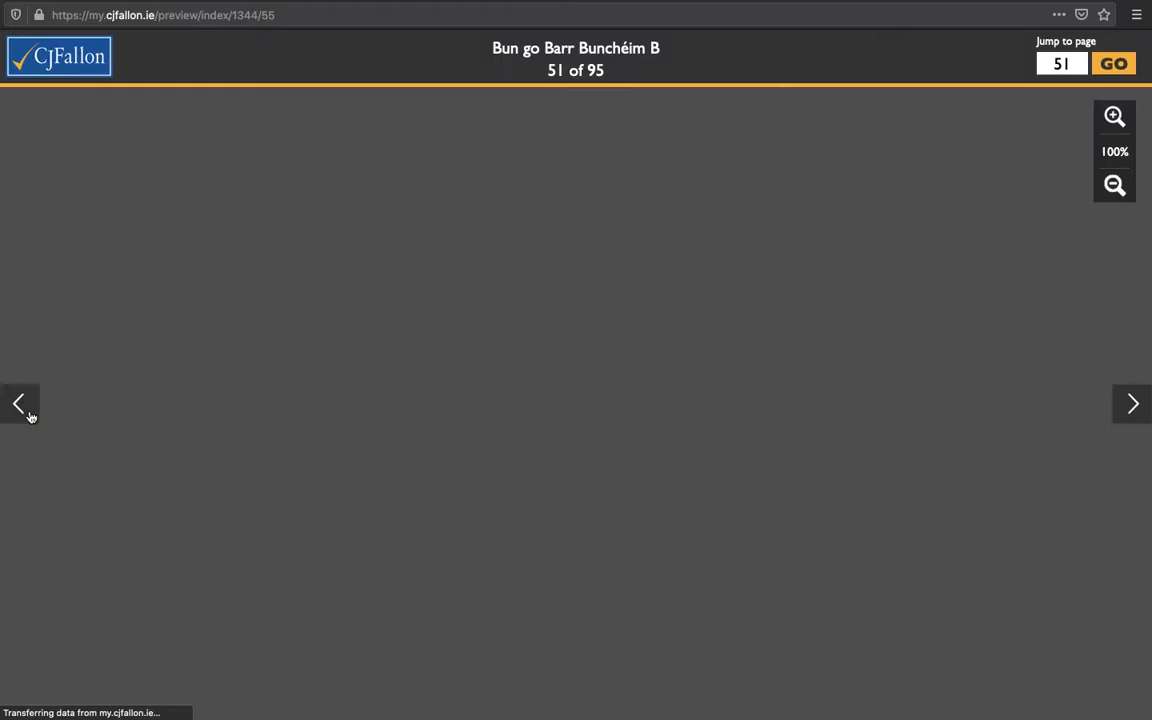 https://my.cjfallon.ie/preview/index/1344/55
CJFallon
Bun go Barr Bunchéim B
51 of 95
Jump to page
51
GO
100%
Transferring data from my.cjfallon.ie...